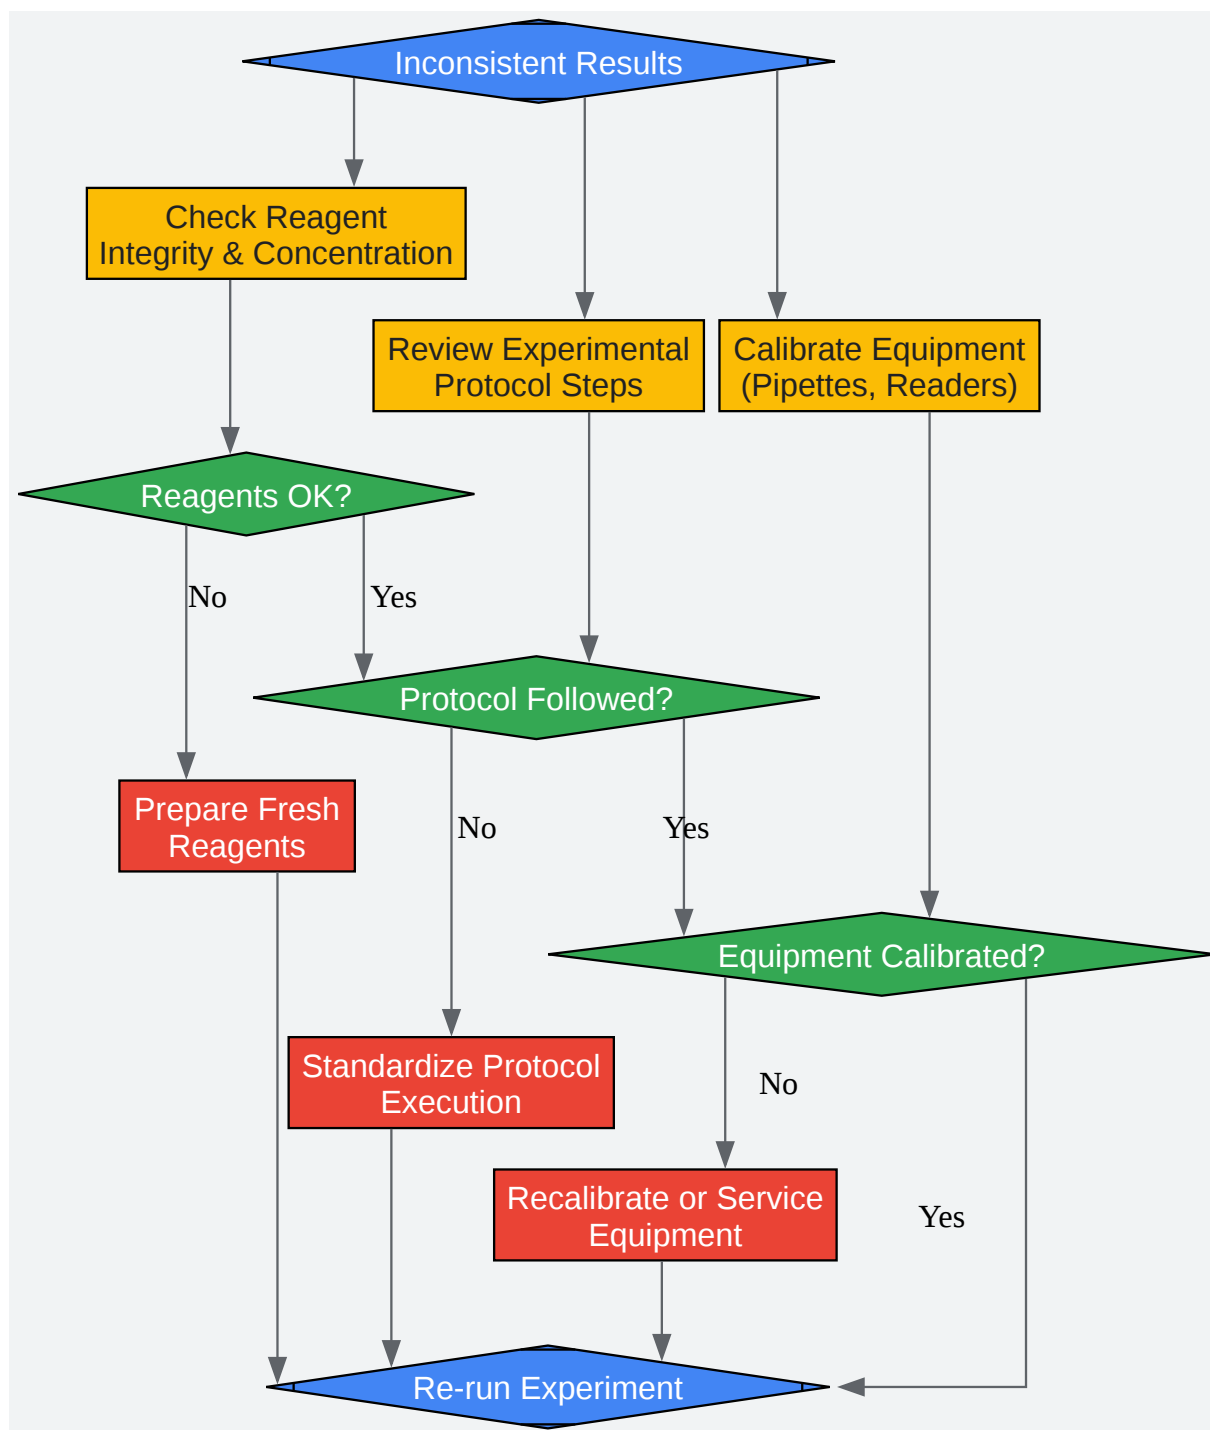 Inconsistent Results
Check Reagent
Integrity & Concentration
Review Experimental
Protocol Steps
Calibrate Equipment
(Pipettes, Readers)
Reagents OK?
No
Yes
Protocol Followed?
Prepare Fresh
Reagents
No
Yes
Equipment Calibrated?
Standardize Protocol
Execution
No
Recalibrate or Service
Equipment
Yes
Re-run Experiment